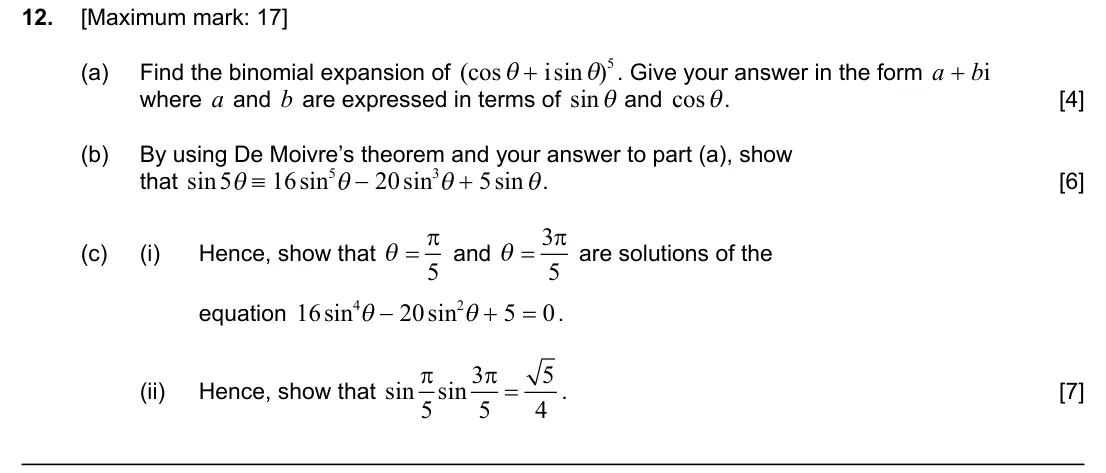 12. [Maximum mark: 17]
(a) Find the binomial expansion of (cos θ + i sin θ)⁵. Give your answer in the form a + bi
where a and b are expressed in terms of sin θ and cos θ. [4]
(b) By using De Moivre's theorem and your answer to part (a), show
that sin 5θ ≡ 16 sin⁵θ − 20 sin³θ + 5 sin θ. [6]
(c) (i) Hence, show that θ = π/5 and θ = 3π/5 are solutions of the
equation 16 sin⁴θ − 20 sin²θ + 5 = 0.
(ii) Hence, show that sin π/5 sin 3π/5 = √5/4. [7]